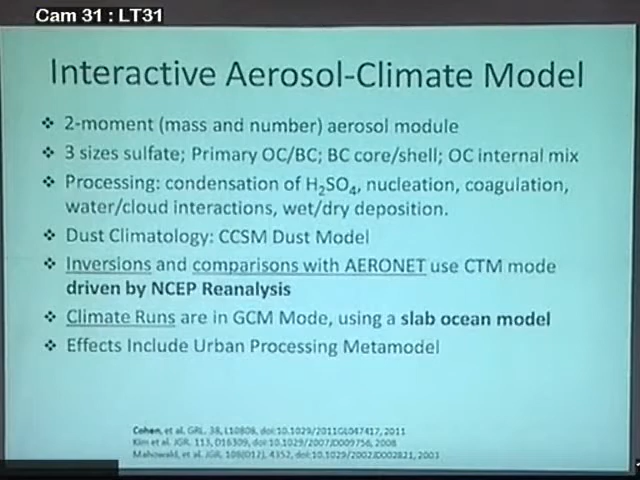 Cam 31 : LT31
Interactive Aerosol-Climate Model
❖ 2-moment (mass and number) aerosol module
❖ 3 sizes sulfate; Primary OC/BC; BC core/shell; OC internal mix
❖ Processing: condensation of H₂SO₄, nucleation, coagulation,
water/cloud interactions, wet/dry deposition.
❖ Dust Climatology: CCSM Dust Model
❖ Inversions and comparisons with AERONET use CTM mode
driven by NCEP Reanalysis
❖ Climate Runs are in GCM Mode, using a slab ocean model
❖ Effects Include Urban Processing Metamodel
Cohen, et al. GRL. 38, L10808, doi:10.1029/2011GL047417, 2011
Kim et al. JGR. 113, D16309, doi:10.1029/2007JD009756, 2008
Mahowald, et al. JGR, 108(D12), 4352, doi:10.1029/2002JD002821, 2003